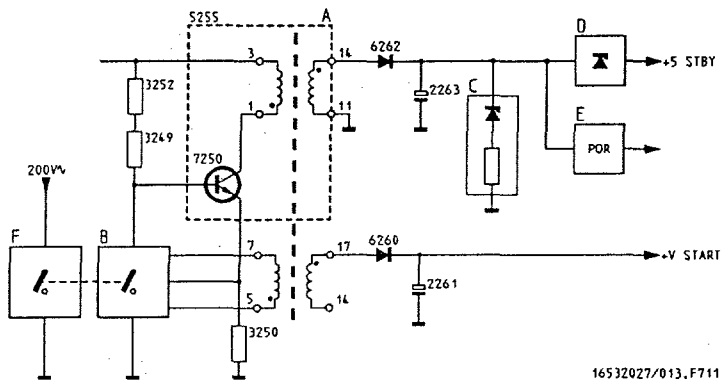 S2SS
A
3
14
6262
D
+5 STBY
3252
1
11
2263
C
E
POR
3249
7250
200V~
F
B
7
17
6260
+V START
5
14
2261
3250
16532027/013.F711